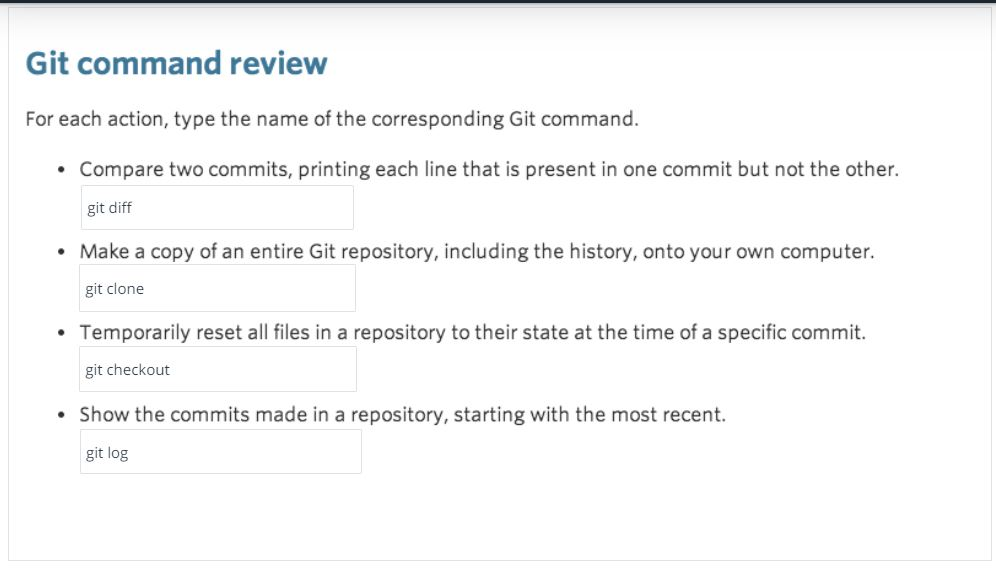 Git command review
For each action, type the name of the corresponding Git command.
• Compare two commits, printing each line that is present in one commit but not the other.
git diff
• Make a copy of an entire Git repository, including the history, onto your own computer.
git clone
• Temporarily reset all files in a repository to their state at the time of a specific commit.
git checkout
• Show the commits made in a repository, starting with the most recent.
git log